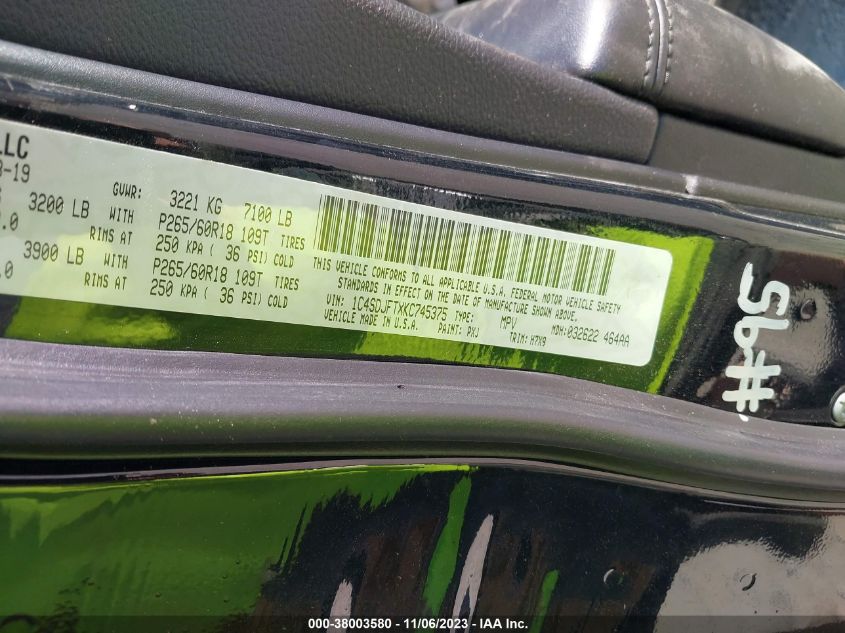 LLC
3-19
GVWR: 3221 KG 7100 LB
3200 LB WITH P265/60R18 109T TIRES
.0 RIMS AT 250 KPA ( 36 PSI) COLD
3900 LB WITH P265/60R18 109T TIRES
.0 RIMS AT 250 KPA ( 36 PSI) COLD
THIS VEHICLE CONFORMS TO ALL APPLICABLE U.S.A. FEDERAL MOTOR VEHICLE SAFETY
STANDARDS IN EFFECT ON THE DATE OF MANUFACTURE SHOWN ABOVE.
VIN: 1C4SDJFTXKC745375 TYPE: MPV MDH:032622 464AA
VEHICLE MADE IN U.S.A. PAINT: PXJ TRIM: H7X9
#95
000-38003580 - 11/06/2023 - IAA Inc.